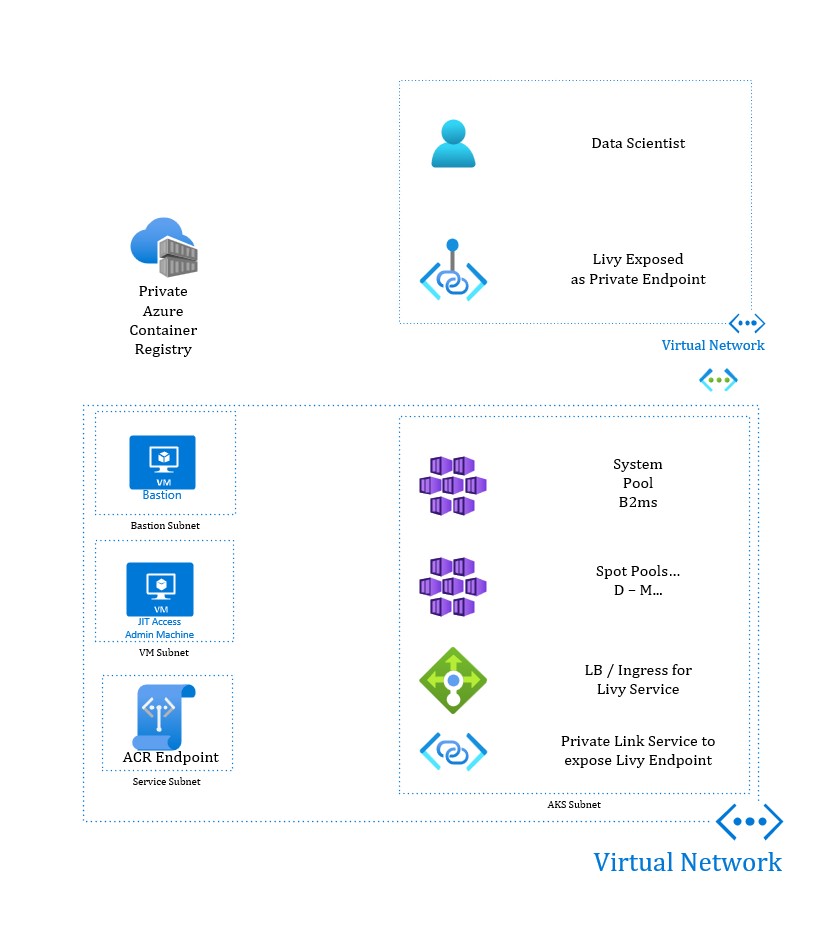 Data Scientist
Livy Exposed
as Private Endpoint
Virtual Network
Private
Azure
Container
Registry
VM
Bastion
Bastion Subnet
VM
JIT Access
Admin Machine
VM Subnet
ACR Endpoint
Service Subnet
System
Pool
B2ms
Spot Pools...
D – M...
LB / Ingress for
Livy Service
Private Link Service to
expose Livy Endpoint
AKS Subnet
Virtual Network